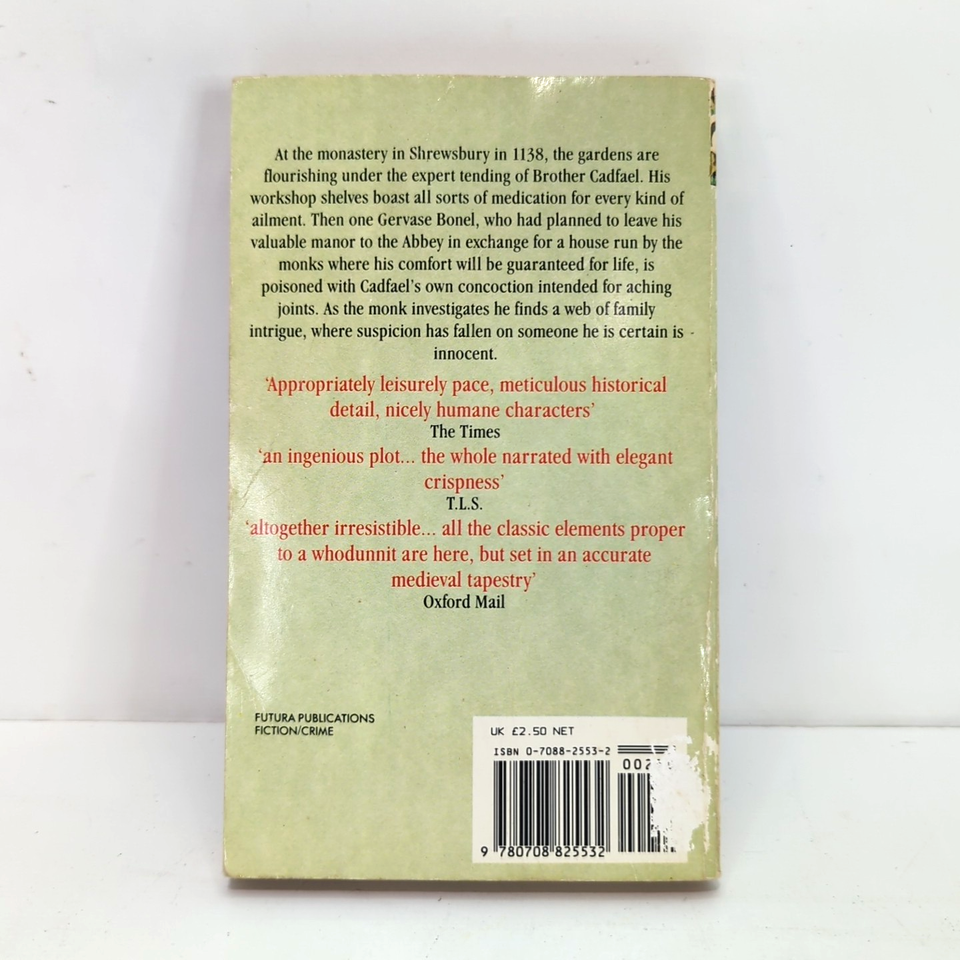 At the monastery in Shrewsbury in 1138, the gardens are
flourishing under the expert tending of Brother Cadfael. His
workshop shelves boast all sorts of medication for every kind of
ailment. Then one Gervase Bonel, who had planned to leave his
valuable manor to the Abbey in exchange for a house run by the
monks where his comfort will be guaranteed for life, is
poisoned with Cadfael's own concoction intended for aching
joints. As the monk investigates he finds a web of family
intrigue, where suspicion has fallen on someone he is certain is
innocent.
'Appropriately leisurely pace, meticulous historical
detail, nicely humane characters'
The Times
'an ingenious plot... the whole narrated with elegant
crispness'
T.L.S.
'altogether irresistible... all the classic elements proper
to a whodunnit are here, but set in an accurate
medieval tapestry'
Oxford Mail
FUTURA PUBLICATIONS
FICTION/CRIME
UK £2.50 NET
ISBN 0-7088-2553-2
9 780708 825532